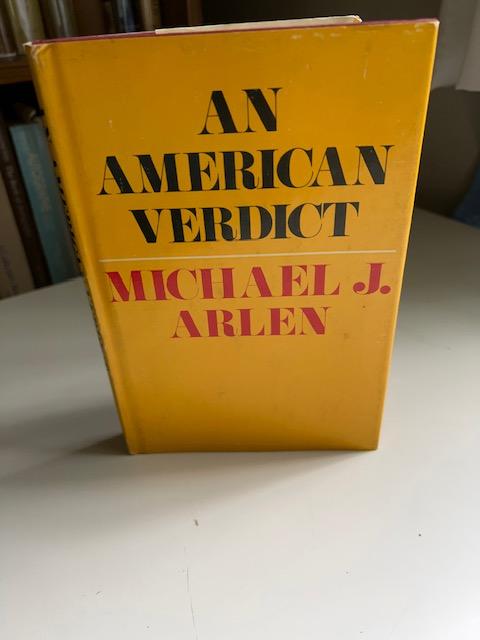 AN
AMERICAN
VERDICT
MICHAEL J.
ARLEN